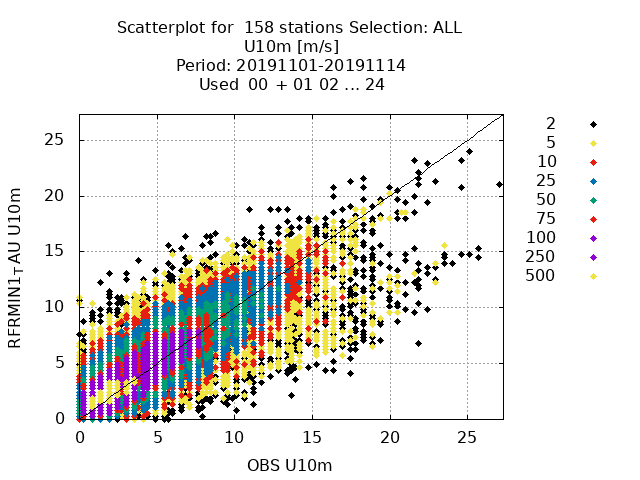 Scatterplot for 158 stations Selection: ALL
U10m [m/s]
Period: 20191101-20191114
Used 00 + 01 02 ... 24
2
5
10
25
50
75
100
250
500
RFRMIN1T AU U10m
25
20
15
10
5
0
0 5 10 15 20 25
OBS U10m